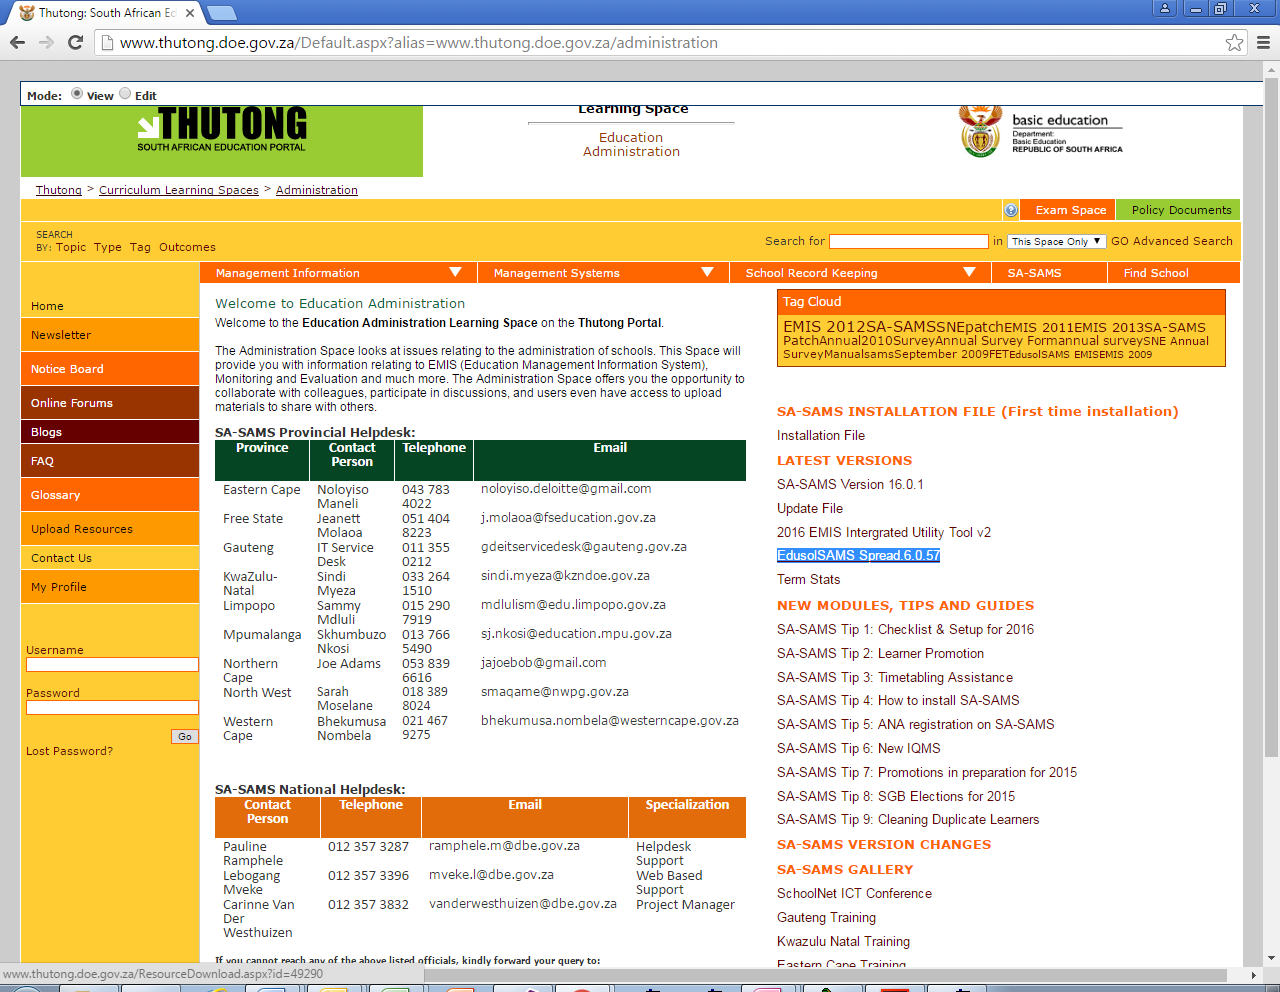 Thutong: South African Ed
www.thutong.doe.gov.za/Default.aspx?alias=www.thutong.doe.gov.za/administration
Mode: View Edit
THUTONG
SOUTH AFRICAN EDUCATION PORTAL
Learning Space
Education
Administration
basic education
Department:
Basic Education
REPUBLIC OF SOUTH AFRICA
Thutong > Curriculum Learning Spaces > Administration
? Exam Space Policy Documents
SEARCH
BY: Topic Type Tag Outcomes
Search for in This Space Only GO Advanced Search
Management Information Management Systems School Record Keeping SA-SAMS Find School
Home
Newsletter
Notice Board
Online Forums
Blogs
FAQ
Glossary
Upload Resources
Contact Us
My Profile
Username
Password
Go
Lost Password?
Welcome to Education Administration
Welcome to the Education Administration Learning Space on the Thutong Portal.
The Administration Space looks at issues relating to the administration of schools. This Space will
provide you with information relating to EMIS (Education Management Information System),
Monitoring and Evaluation and much more. The Administration Space offers you the opportunity to
collaborate with colleagues, participate in discussions, and users even have access to upload
materials to share with others.
SA-SAMS Provincial Helpdesk:
Province Contact Telephone Email
Person
Eastern Cape Noloyiso 043 783 noloyiso.deloitte@gmail.com
Maneli 4022
Free State Jeanett 051 404 j.molaoa@fseducation.gov.za
Molaoa 8223
Gauteng IT Service 011 355 gdeitservicedesk@gauteng.gov.za
Desk 0212
KwaZulu- Sindi 033 264 sindi.myeza@kzndoe.gov.za
Natal Myeza 1510
Limpopo Sammy 015 290 mdlulism@edu.limpopo.gov.za
Mdluli 7919
Mpumalanga Skhumbuzo 013 766 sj.nkosi@education.mpu.gov.za
Nkosi 5490
Northern Joe Adams 053 839 jajoebob@gmail.com
Cape 6616
North West Sarah 018 389 smaqame@nwpg.gov.za
Moselane 8024
Western Bhekumusa 021 467 bhekumusa.nombela@westerncape.gov.za
Cape Nombela 9275
SA-SAMS National Helpdesk:
Contact Telephone Email Specialization
Person
Pauline 012 357 3287 ramphele.m@dbe.gov.za Helpdesk
Ramphele Support
Lebogang 012 357 3396 mveke.l@dbe.gov.za Web Based
Mveke Support
Carinne Van 012 357 3832 vanderwesthuizen@dbe.gov.za Project Manager
Der
Westhuizen
If you cannot reach any of the above listed officials, kindly forward your query to:
Tag Cloud
EMIS 2012SA-SAMSSNEpatchEMIS 2011EMIS 2013SA-SAMS
PatchAnnual2010SurveyAnnual Survey Formannual surveySNE Annual
SurveyManualsamsSeptember 2009FETEdusolSAMS EMISEMIS 2009
SA-SAMS INSTALLATION FILE (First time installation)
Installation File
LATEST VERSIONS
SA-SAMS Version 16.0.1
Update File
2016 EMIS Intergrated Utility Tool v2
EdusolSAMS Spread.6.0.57
Term Stats
NEW MODULES, TIPS AND GUIDES
SA-SAMS Tip 1: Checklist & Setup for 2016
SA-SAMS Tip 2: Learner Promotion
SA-SAMS Tip 3: Timetabling Assistance
SA-SAMS Tip 4: How to install SA-SAMS
SA-SAMS Tip 5: ANA registration on SA-SAMS
SA-SAMS Tip 6: New IQMS
SA-SAMS Tip 7: Promotions in preparation for 2015
SA-SAMS Tip 8: SGB Elections for 2015
SA-SAMS Tip 9: Cleaning Duplicate Learners
SA-SAMS VERSION CHANGES
SA-SAMS GALLERY
SchoolNet ICT Conference
Gauteng Training
Kwazulu Natal Training
Eastern Cape Training
www.thutong.doe.gov.za/ResourceDownload.aspx?id=49290